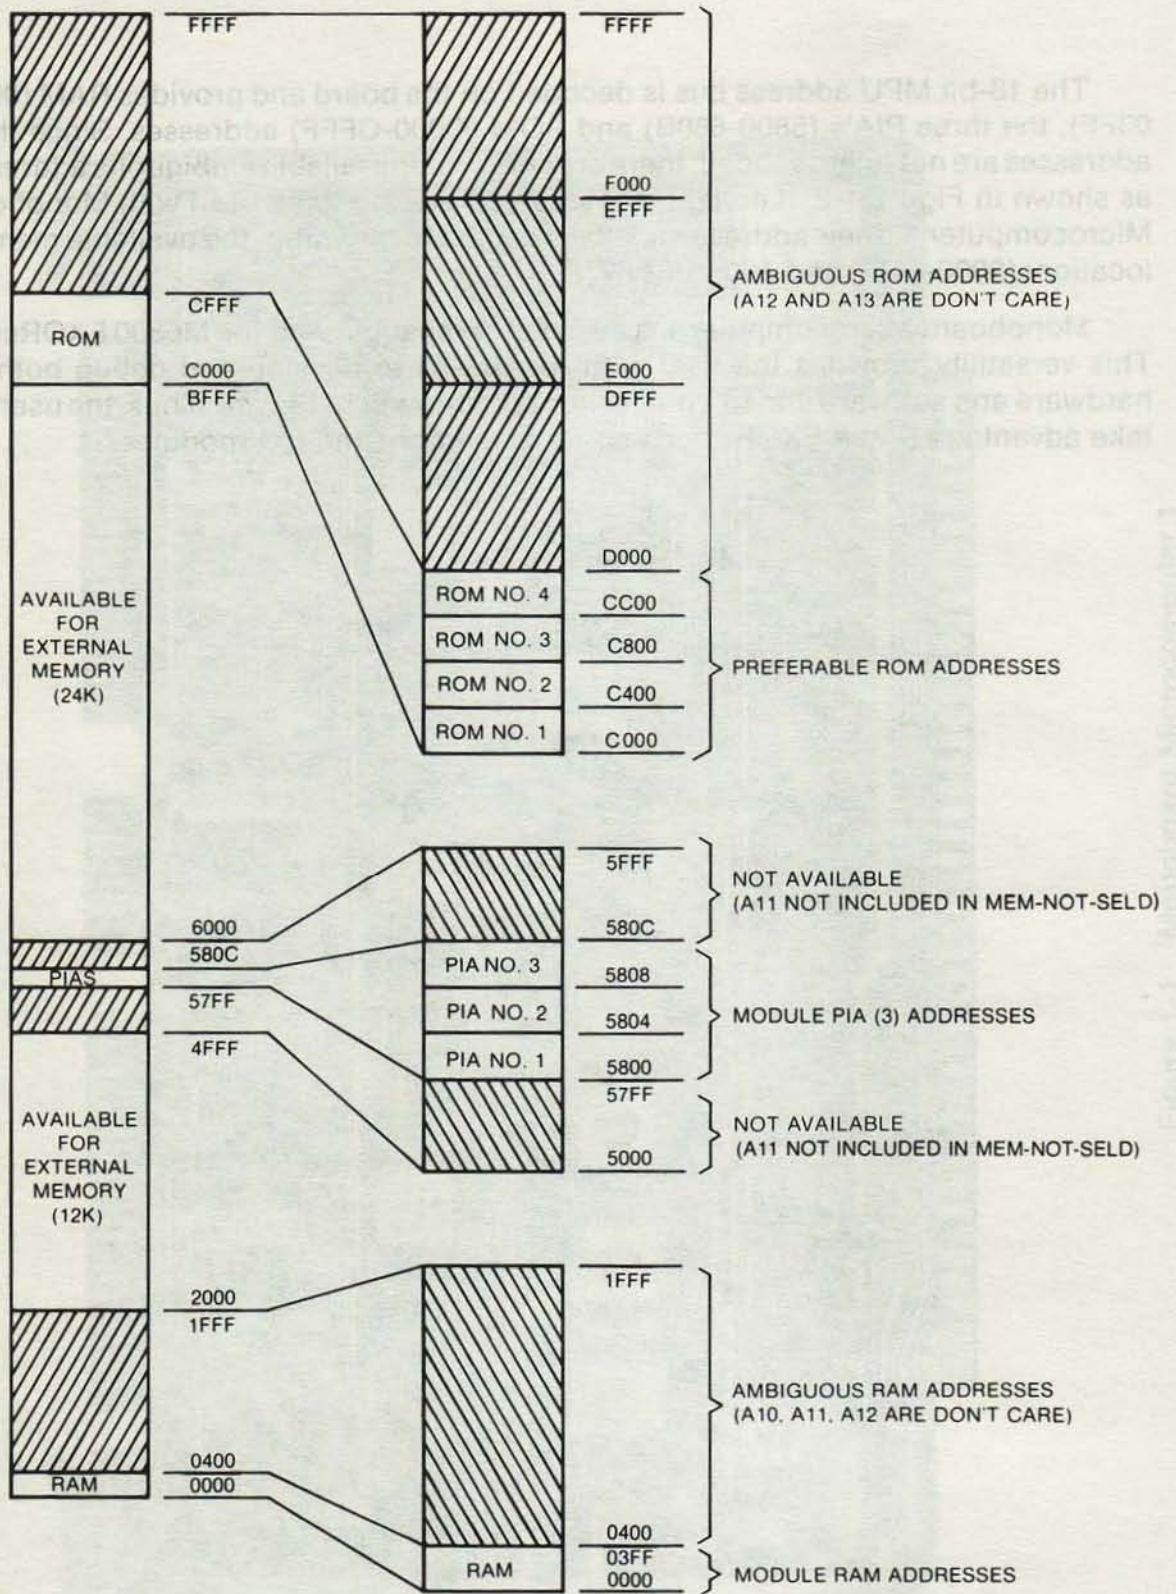 FFFF
FFFF
F000
EFFF
AMBIGUOUS ROM ADDRESSES
(A12 AND A13 ARE DON'T CARE)
CFFF
ROM
C000
BFFF
E000
DFFF
D000
ROM NO. 4
CC00
ROM NO. 3
C800
ROM NO. 2
C400
ROM NO. 1
C000
PREFERABLE ROM ADDRESSES
AVAILABLE
FOR
EXTERNAL
MEMORY
(24K)
5FFF
NOT AVAILABLE
(A11 NOT INCLUDED IN MEM-NOT-SELD)
580C
6000
580C
PIAS
57FF
4FFF
PIA NO. 3
5808
PIA NO. 2
5804
PIA NO. 1
5800
MODULE PIA (3) ADDRESSES
57FF
NOT AVAILABLE
(A11 NOT INCLUDED IN MEM-NOT-SELD)
5000
AVAILABLE
FOR
EXTERNAL
MEMORY
(12K)
2000
1FFF
1FFF
AMBIGUOUS RAM ADDRESSES
(A10, A11, A12 ARE DON'T CARE)
0400
0400
RAM
0000
RAM
03FF
0000
MODULE RAM ADDRESSES